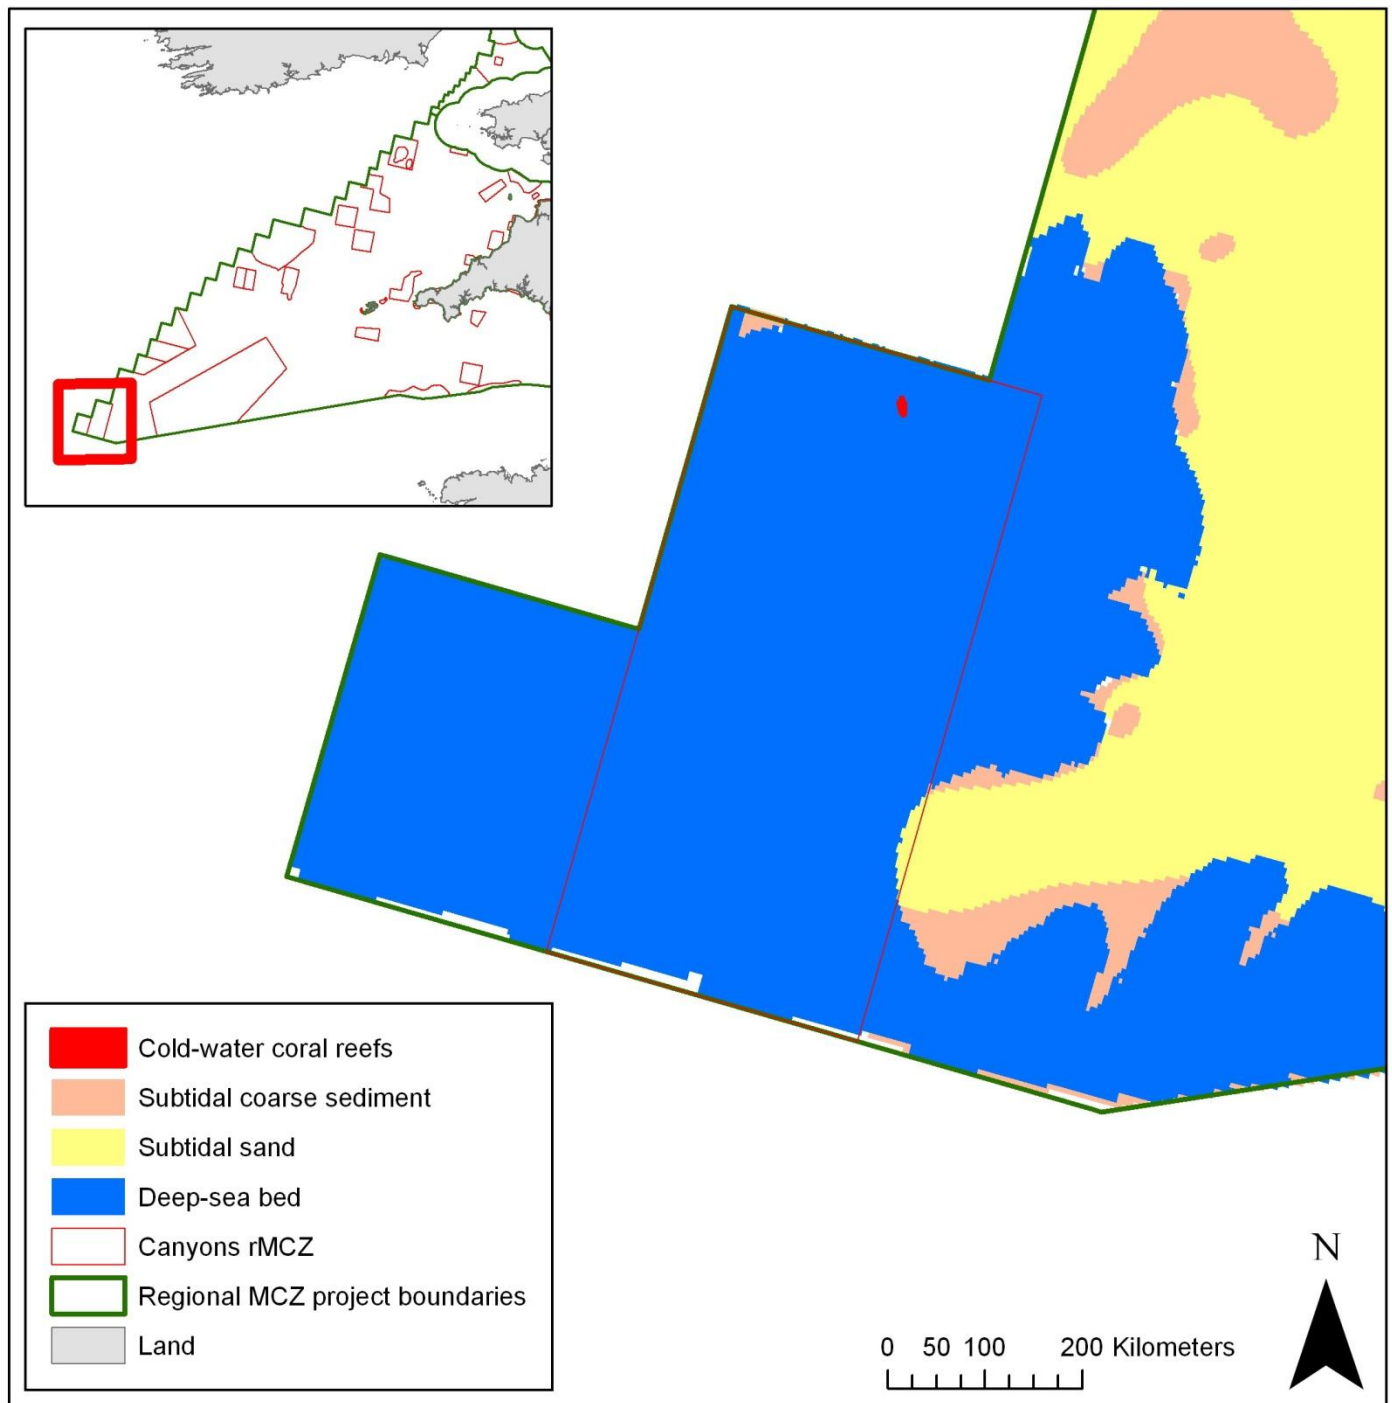 Cold-water coral reefs
Subtidal coarse sediment
Subtidal sand
Deep-sea bed
Canyons rMCZ
Regional MCZ project boundaries
Land
N
0 50 100 200 Kilometers